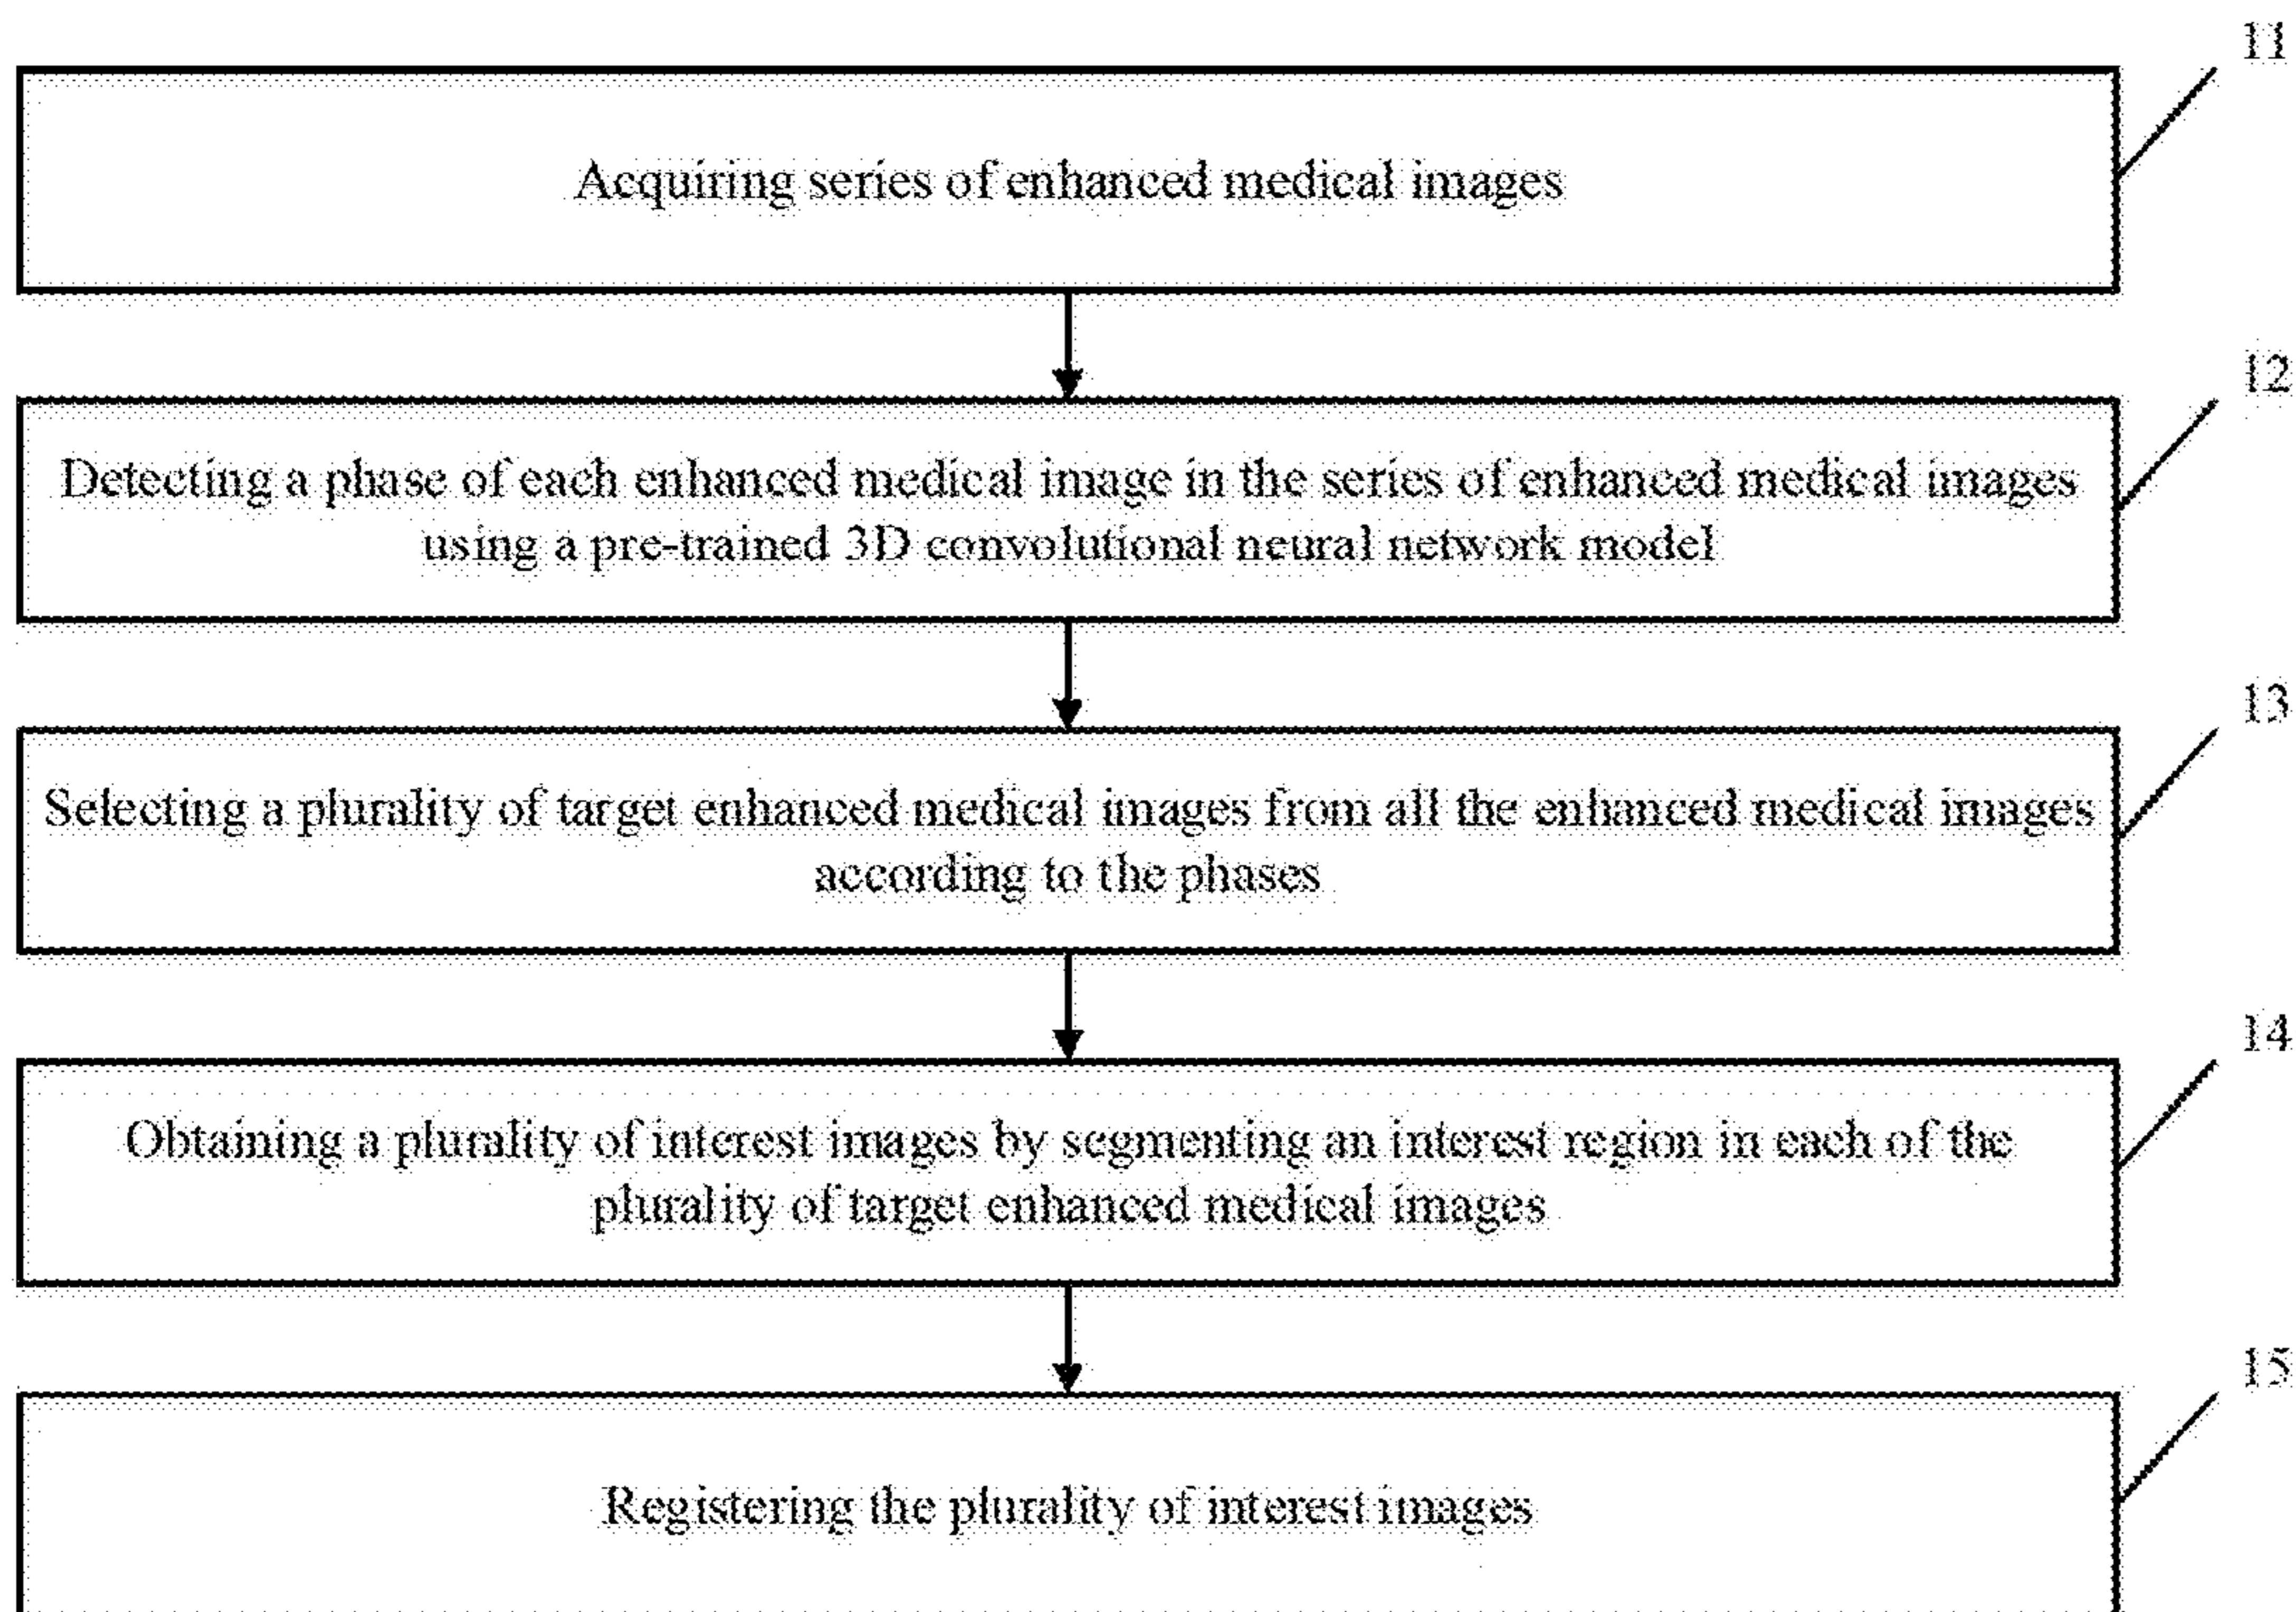 11
Acquiring series of enhanced medical images
12
Detecting a phase of each enhanced medical image in the series of enhanced medical images
using a pre-trained 3D convolutional neural network model
13
Selecting a plurality of target enhanced medical images from all the enhanced medical images
according to the phases
14
Obtaining a plurality of interest images by segmenting an interest region in each of the
plurality of target enhanced medical images
15
Registering the plurality of interest images